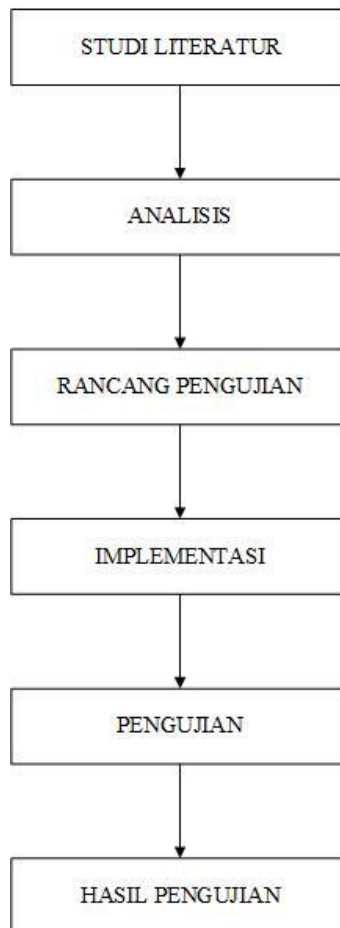 STUDI LITERATUR
ANALISIS
RANCANG PENGUJIAN
IMPLEMENTASI
PENGUJIAN
HASIL PENGUJIAN